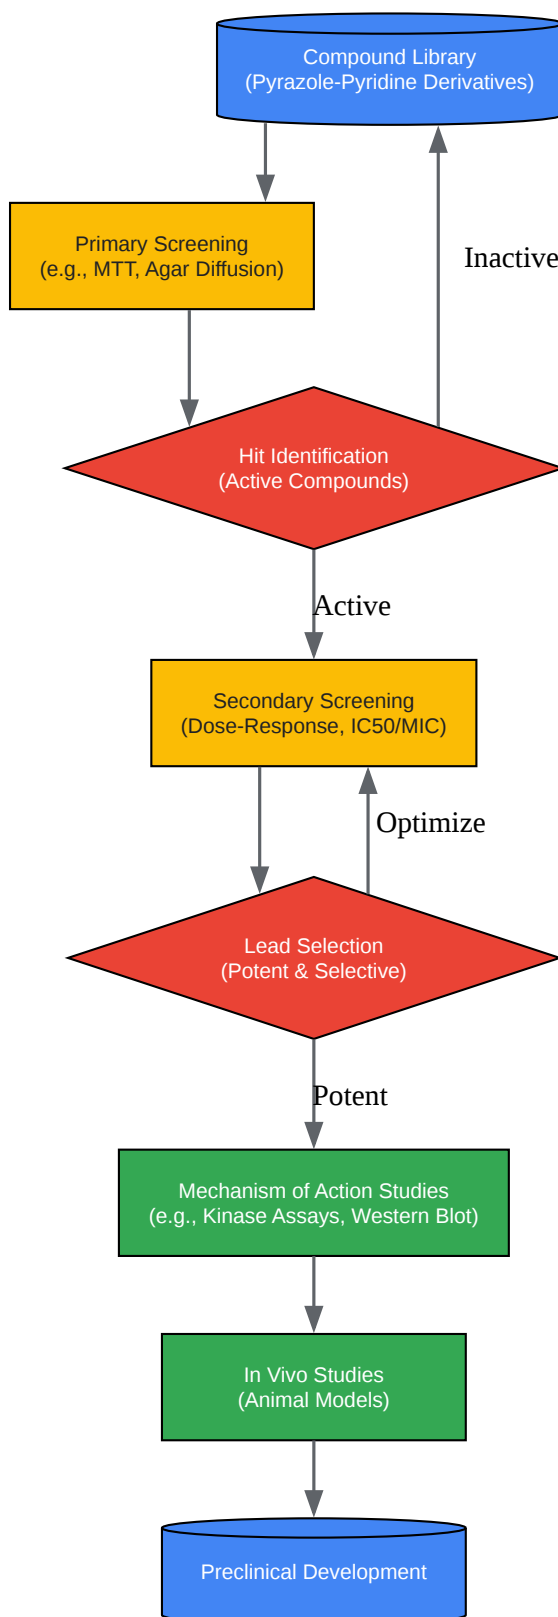 Compound Library
(Pyrazole-Pyridine Derivatives)
Primary Screening
(e.g., MTT, Agar Diffusion)
Inactive
Hit Identification
(Active Compounds)
Active
Secondary Screening
(Dose-Response, IC50/MIC)
Optimize
Lead Selection
(Potent & Selective)
Potent
Mechanism of Action Studies
(e.g., Kinase Assays, Western Blot)
In Vivo Studies
(Animal Models)
Preclinical Development